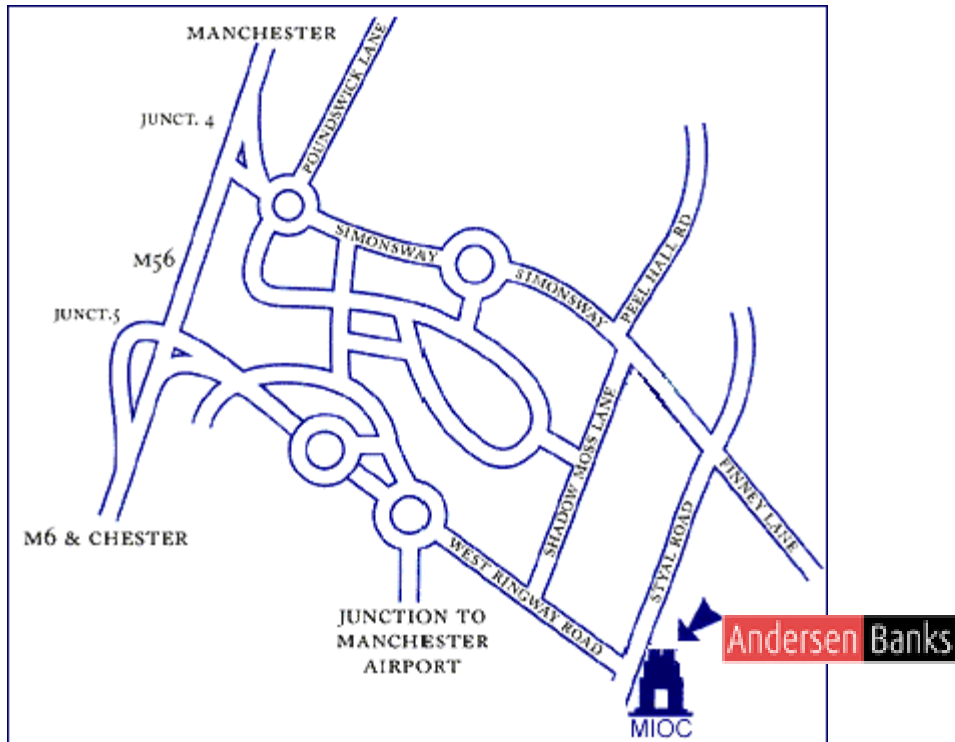 MANCHESTER
POUNDSWICK LANE
JUNCT. 4
SIMONSWAY
PEEL HALL RD
M56
SIMONSWAY
JUNCT.5
SHADOW MOSS LANE
FINNEY LANE
STYAL ROAD
M6 & CHESTER
WEST RINGWAY ROAD
JUNCTION TO
MANCHESTER
AIRPORT
Andersen Banks
MIOC